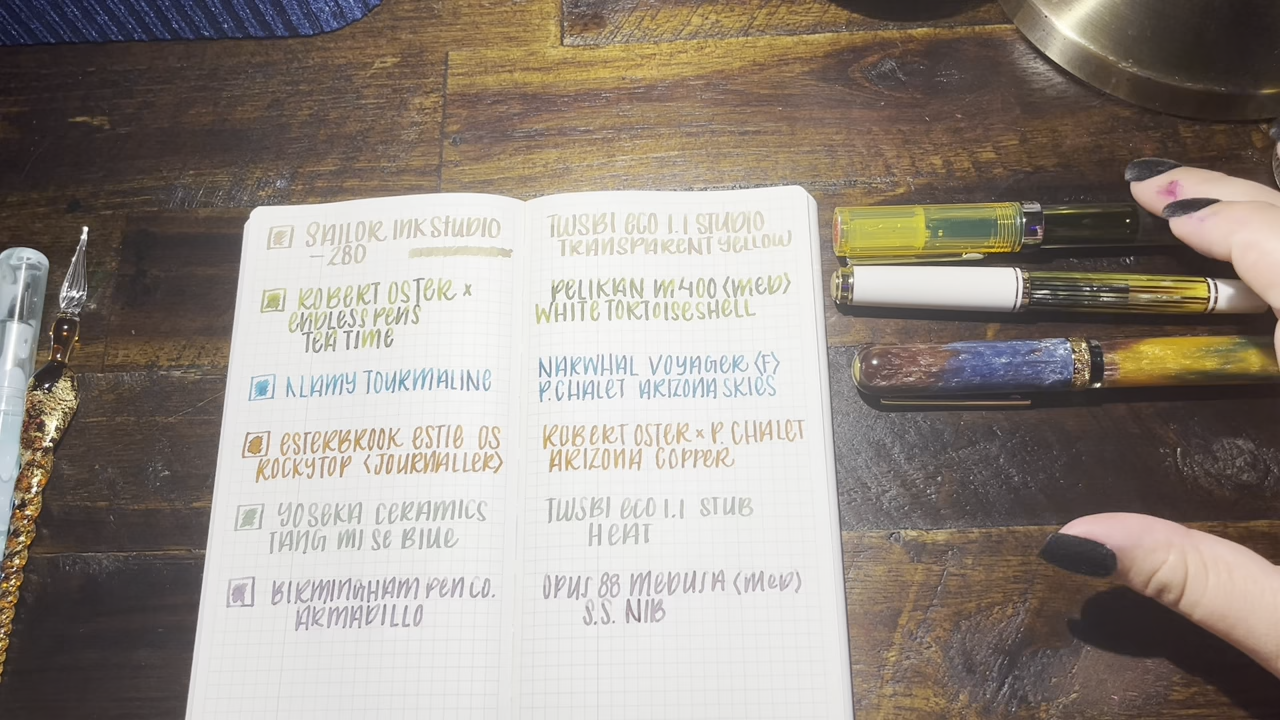 SAILOR INK STUDIO
-280
ROBERT OSTER x
ENDLESS PENS
TEA TIME
LAMY TOURMALINE
ESTERBROOK ESTIE OS
ROCKYTOP <JOURNALLER>
YOSEKA CERAMICS
TANG MI SE BLUE
BIRMINGHAM PEN CO.
ARMADILLO
TWSBI ECO 1.1 STUDIO
TRANSPARENT YELLOW
PELIKAN M400 <MED>
WHITE TORTOISESHELL
NARWHAL VOYAGER <F>
P. CHALET ARIZONA SKIES
ROBERT OSTER x P. CHALET
ARIZONA COPPER
TWSBI ECO 1.1 STUB
HEAT
OPUS 88 MEDUSA <MED>
S.S. NIB